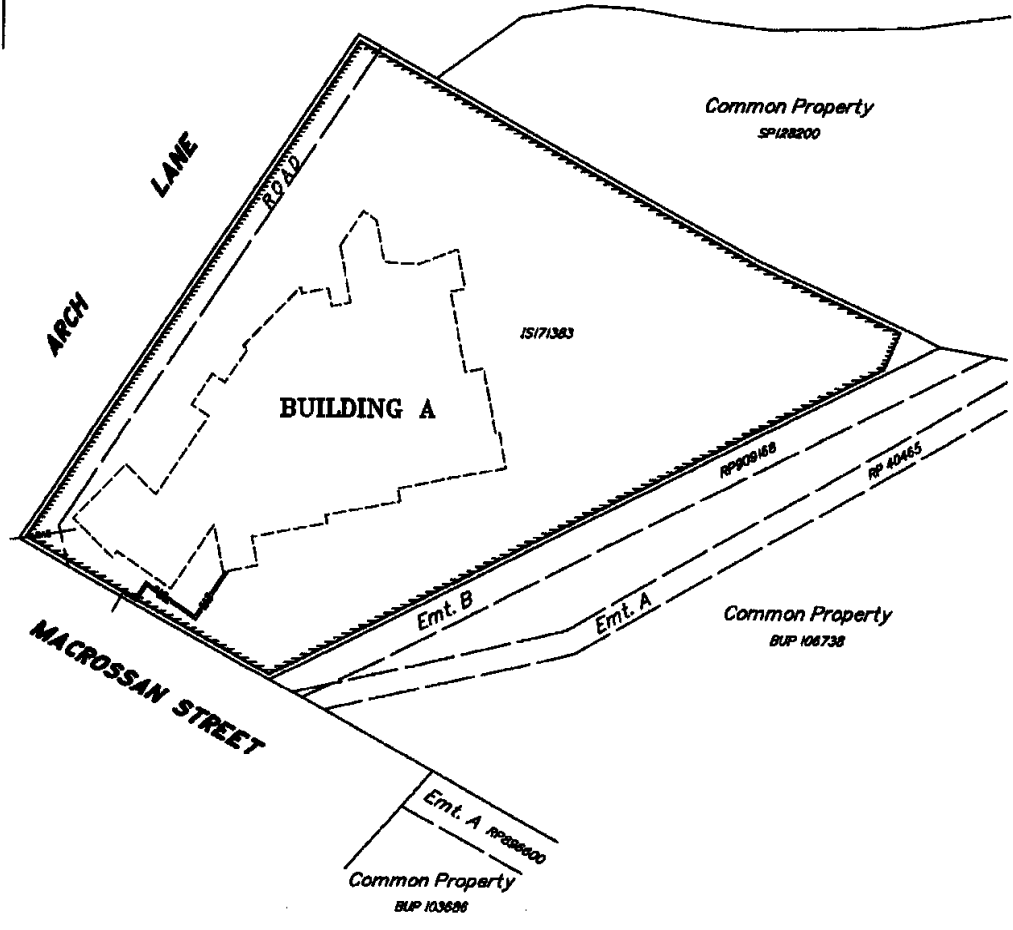 Common Property
SP128200
LANE
ROAD
ARCH
IS171383
BUILDING A
RP909168
RP 40465
Emt. B
Emt. A
Common Property
BUP 106738
MACROSSAN STREET
Emt. A RP898600
Common Property
BUP 103686